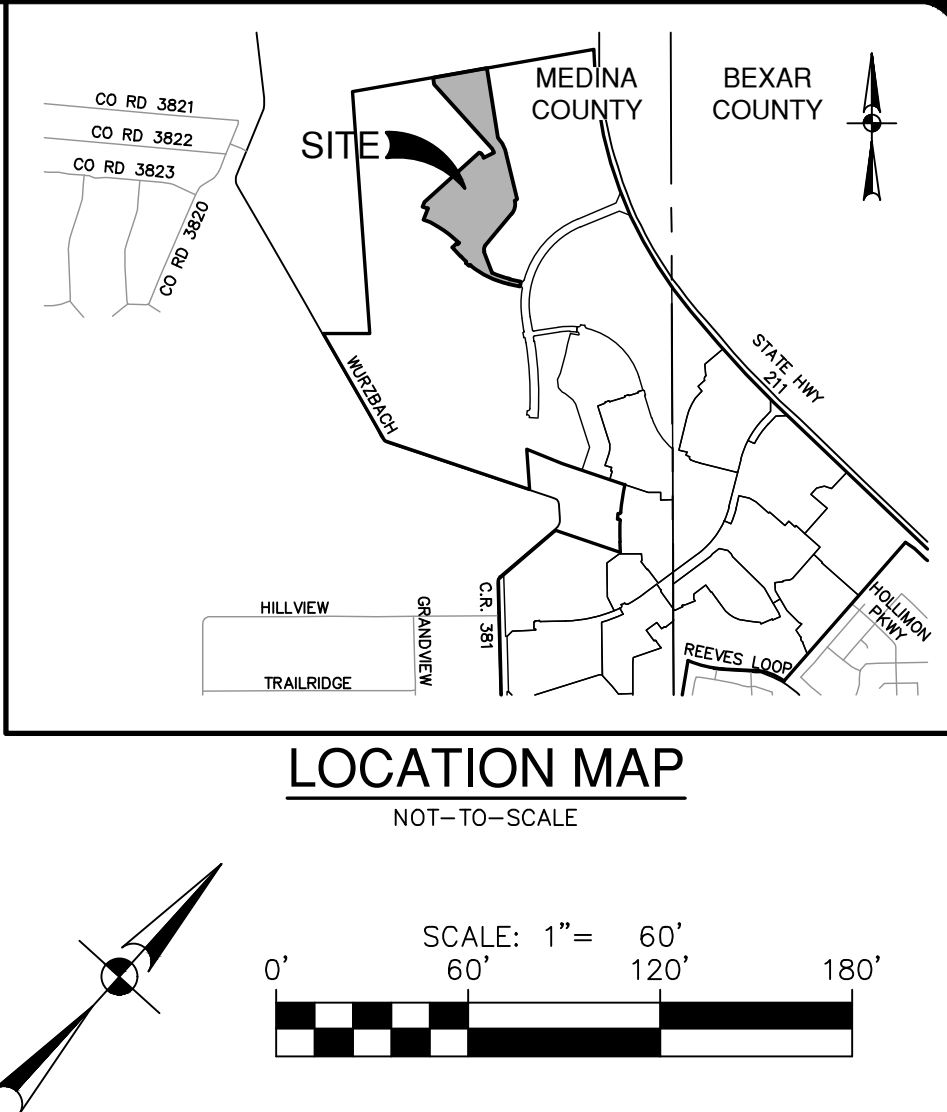 MEDINA
COUNTY
BEXAR
COUNTY
CO RD 3821
CO RD 3822
CO RD 3823
CO RD 3820
SITE
STATE HWY
211
WURZBACH
HILLVIEW
GRANDVIEW
C.R. 381
TRAILRIDGE
HOLLIMON
PKWY
REEVES LOOP
LOCATION MAP
NOT-TO-SCALE
SCALE: 1"= 60'
0' 60' 120' 180'